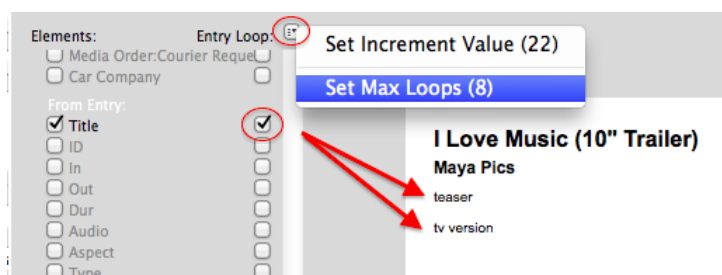 Elements: Entry Loop:
Media Order:Courier Reque
Car Company
From Entry:
Title
ID
In
Out
Dur
Audio
Aspect
Type
Set Increment Value (22)
Set Max Loops (8)
I Love Music (10" Trailer)
Maya Pics
teaser
tv version